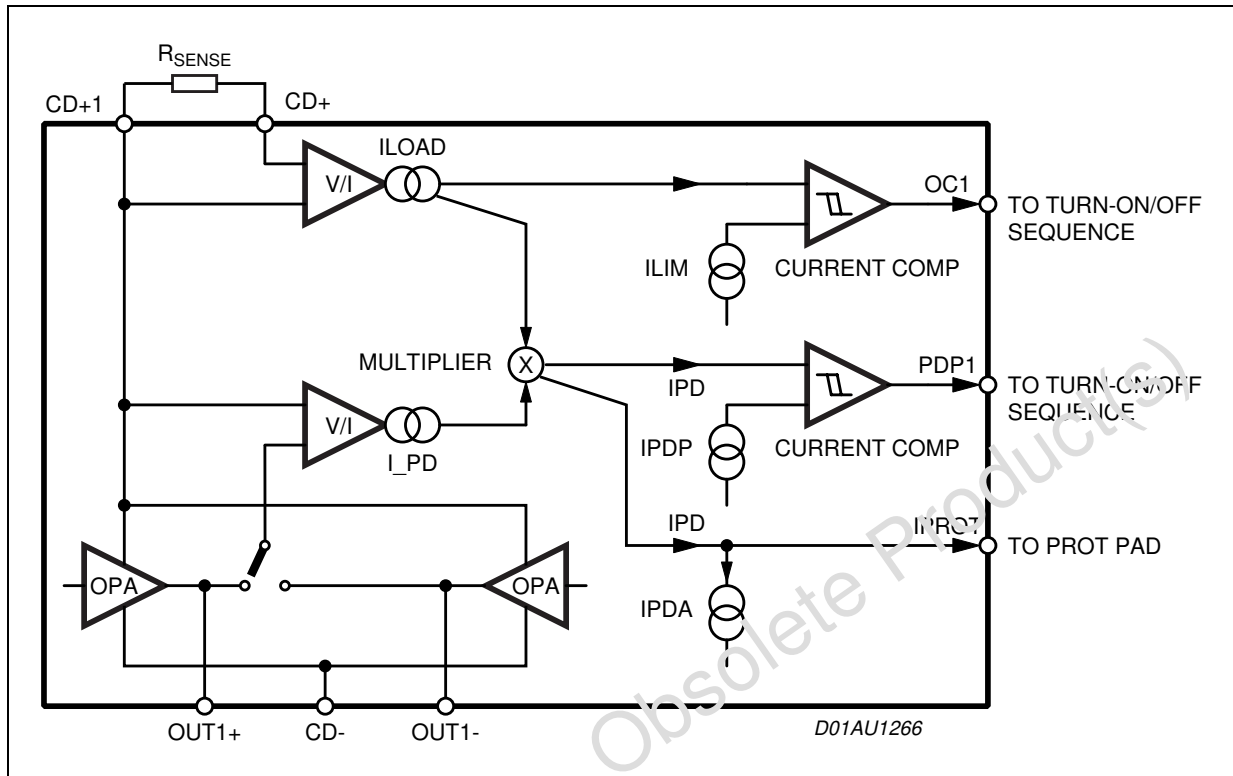 RSENSE
CD+1
CD+
ILOAD
V/I
OC1
TO TURN-ON/OFF
SEQUENCE
ILIM
CURRENT COMP
MULTIPLIER
X
IPD
PDP1
TO TURN-ON/OFF
SEQUENCE
V/I
I_PD
IPDP
CURRENT COMP
IPD
IPROT
TO PROT PAD
OPA
OPA
IPDA
OUT1+
CD-
OUT1-
D01AU1266
Obsolete Product(s)